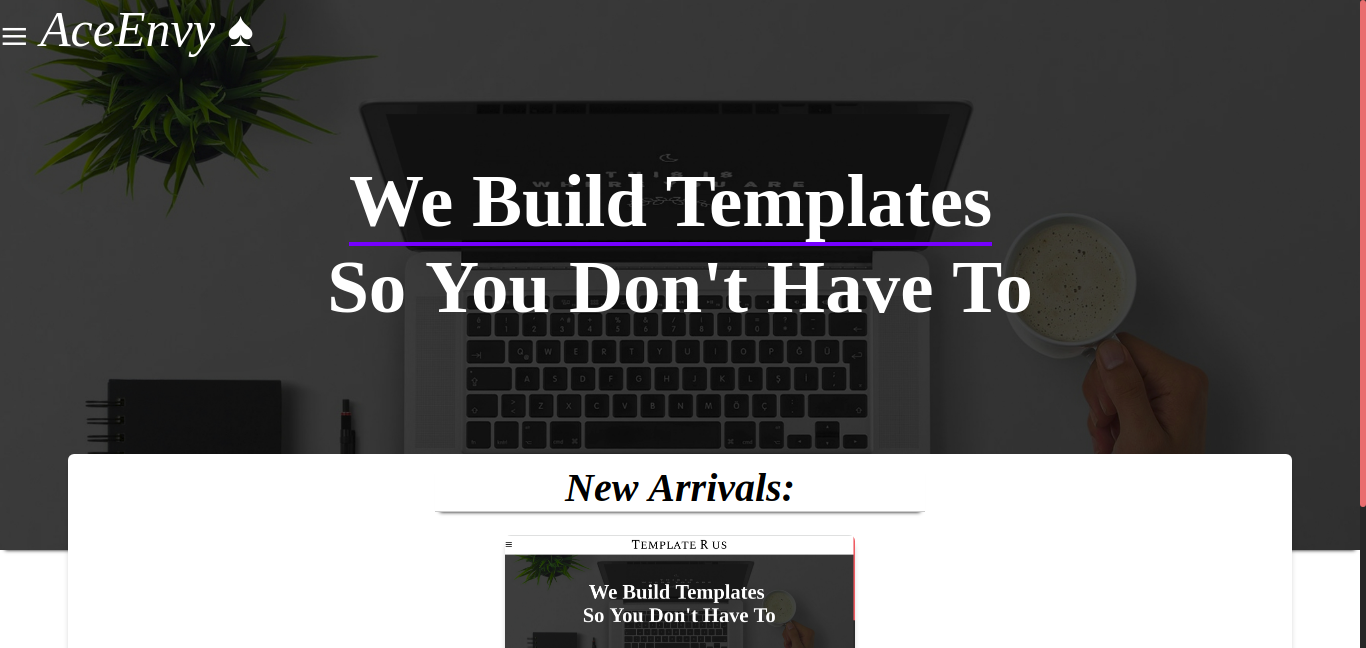 AceEnvy ♠
We Build Templates
So You Don't Have To
New Arrivals:
≡ TEMPLATE R US
We Build Templates
So You Don't Have To